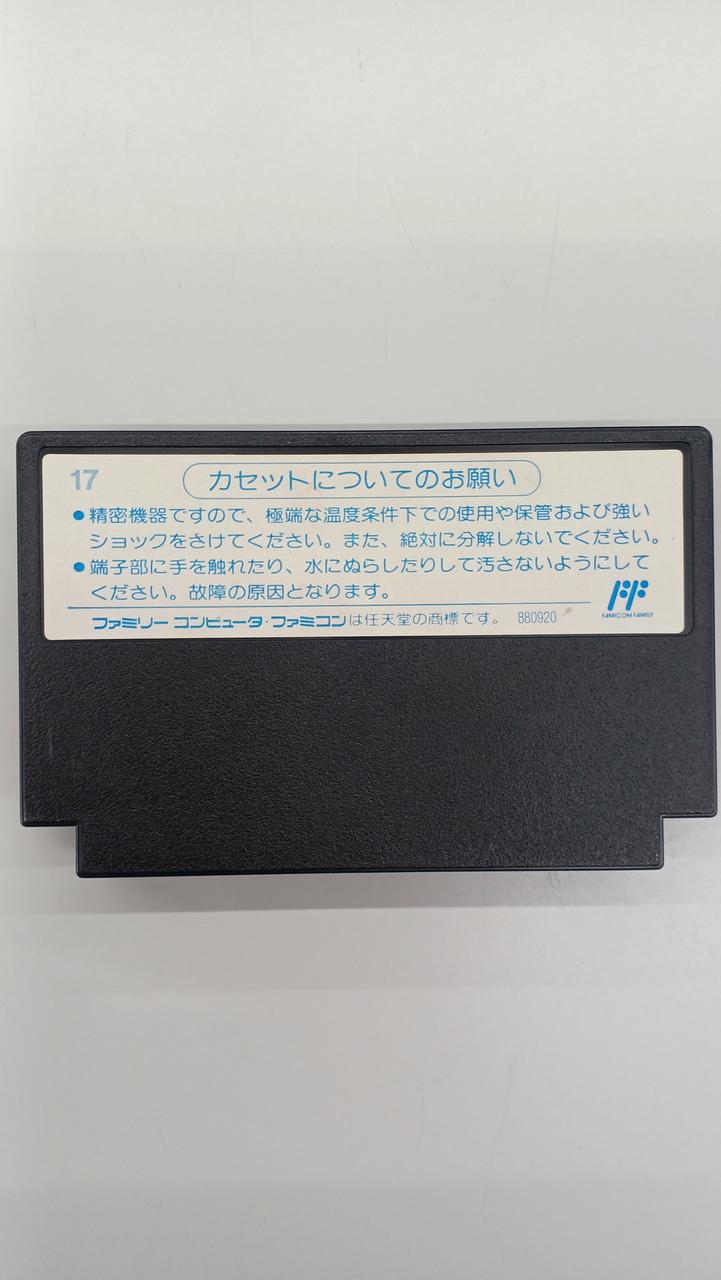 17
カセットについてのお願い
●精密機器ですので、極端な温度条件下での使用や保管および強い
ショックをさけてください。また、絶対に分解しないでください。
●端子部に手を触れたり、水にぬらしたりして汚さないようにして
ください。故障の原因となります。
FF
FAMICOM FAMILY
ファミリー コンピュータ・ファミコンは任天堂の商標です。 880920